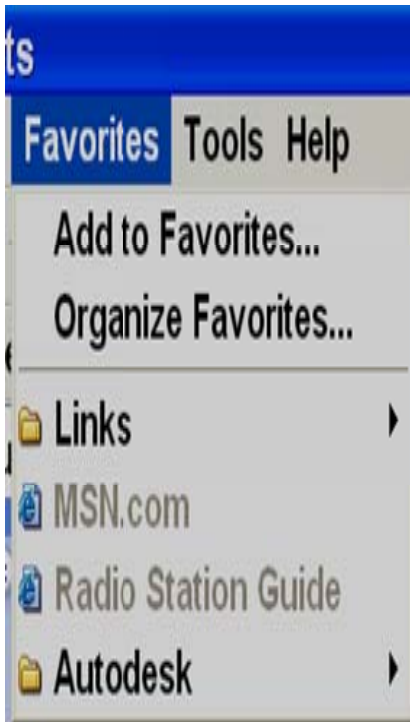 ts
Favorites Tools Help
Add to Favorites...
Organize Favorites...
Links
MSN.com
Radio Station Guide
Autodesk